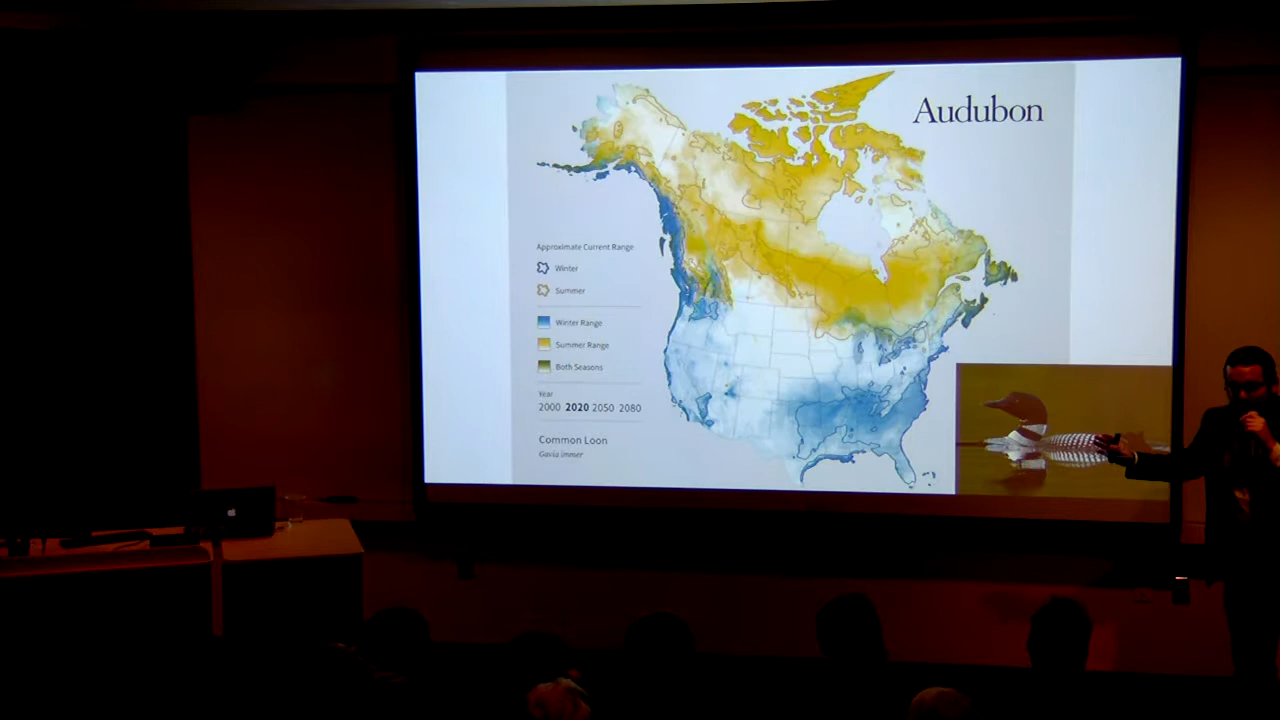 Audubon
Approximate Current Range
Winter
Summer
Winter Range
Summer Range
Both Seasons
Year
2000 2020 2050 2080
Common Loon
Gavia immer